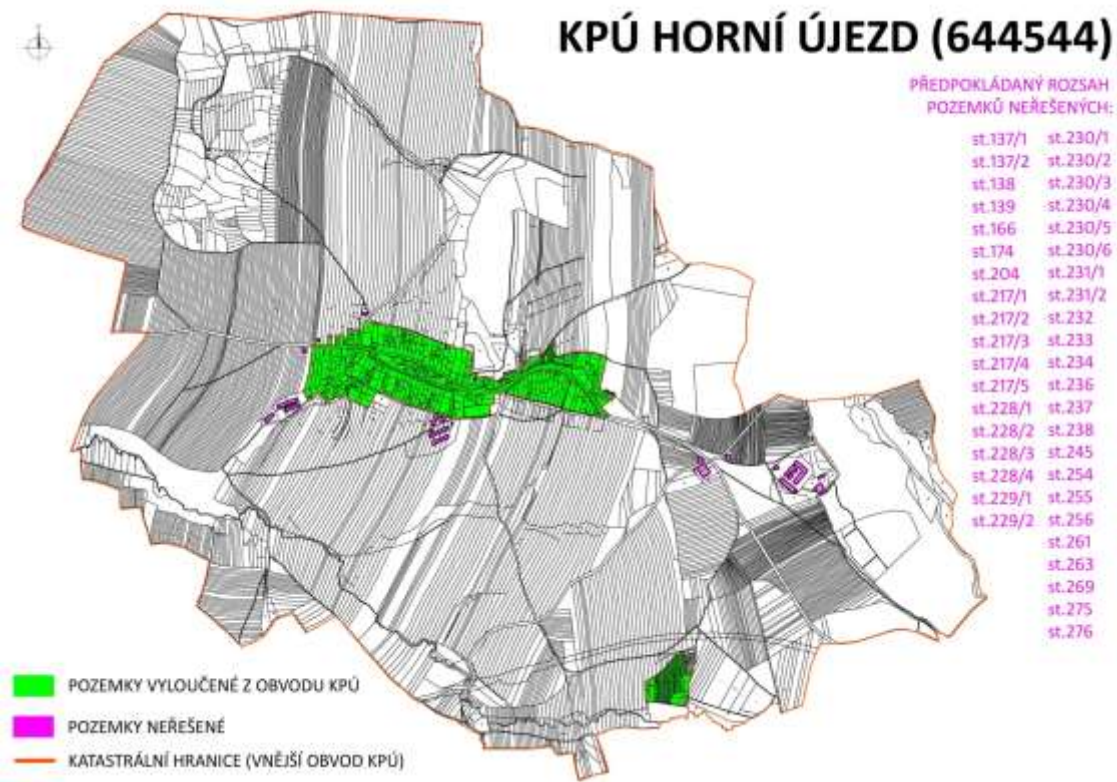 KPÚ HORNÍ ÚJEZD (644544)
PŘEDPOKLÁDANÝ ROZSAH
POZEMKŮ NEŘEŠENÝCH:
st.137/1 st.230/1
st.137/2 st.230/2
st.138 st.230/3
st.139 st.230/4
st.166 st.230/5
st.174 st.230/6
st.204 st.231/1
st.217/1 st.231/2
st.217/2 st.232
st.217/3 st.233
st.217/4 st.234
st.217/5 st.236
st.228/1 st.237
st.228/2 st.238
st.228/3 st.245
st.228/4 st.254
st.229/1 st.255
st.229/2 st.256
st.261
st.263
st.269
st.275
st.276
POZEMKY VYLOUČENÉ Z OBVODU KPÚ
POZEMKY NEŘEŠENÉ
KATASTRÁLNÍ HRANICE (VNĚJŠÍ OBVOD KPÚ)